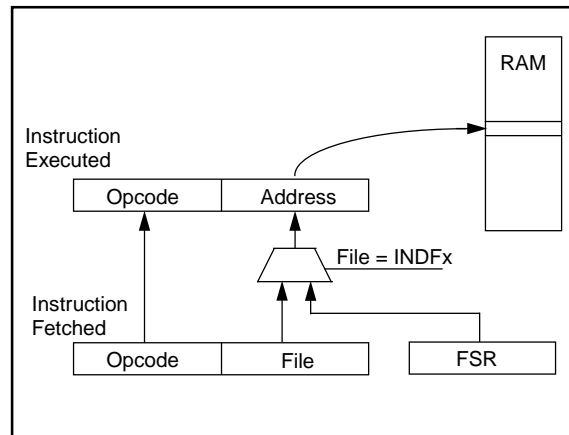 RAM
Instruction
Executed
Opcode
Address
File = INDFx
Instruction
Fetched
Opcode
File
FSR